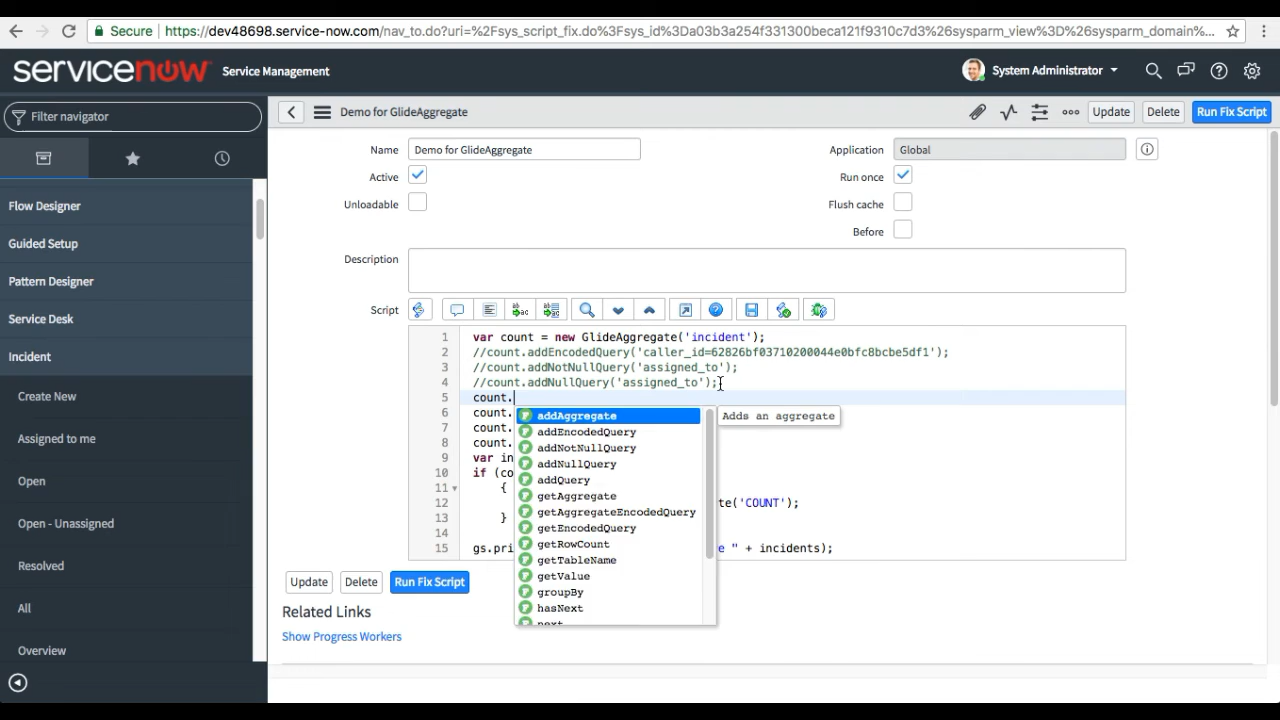 Secure https://dev48698.service-now.com/nav_to.do?uri=%2Fsys_script_fix.do%3Fsys_id%3Da03b3a254f331300beca121f9310c7d3%26sysparm_view%3D%26sysparm_domain%...
servicenow Service Management System Administrator
Filter navigator
Demo for GlideAggregate Update Delete Run Fix Script
Name Demo for GlideAggregate Application Global
Active Run once
Unloadable Flush cache
Before
Description
Script
Flow Designer
Guided Setup
Pattern Designer
Service Desk
Incident
Create New
Assigned to me
Open
Open - Unassigned
Resolved
All
Overview
1 var count = new GlideAggregate('incident');
2 //count.addEncodedQuery('caller_id=62826bf03710200044e0bfc8bcbe5df1');
3 //count.addNotNullQuery('assigned_to');
4 //count.addNullQuery('assigned_to');
5 count.
6 count.
7 count.
8 count.
9 var in
10 if (co
11 {
12 te('COUNT');
13 }
14
15 gs.pri e " + incidents);
addAggregate Adds an aggregate
addEncodedQuery
addNotNullQuery
addNullQuery
addQuery
getAggregate
getAggregateEncodedQuery
getEncodedQuery
getRowCount
getTableName
getValue
groupBy
hasNext
next
Update Delete Run Fix Script
Related Links
Show Progress Workers